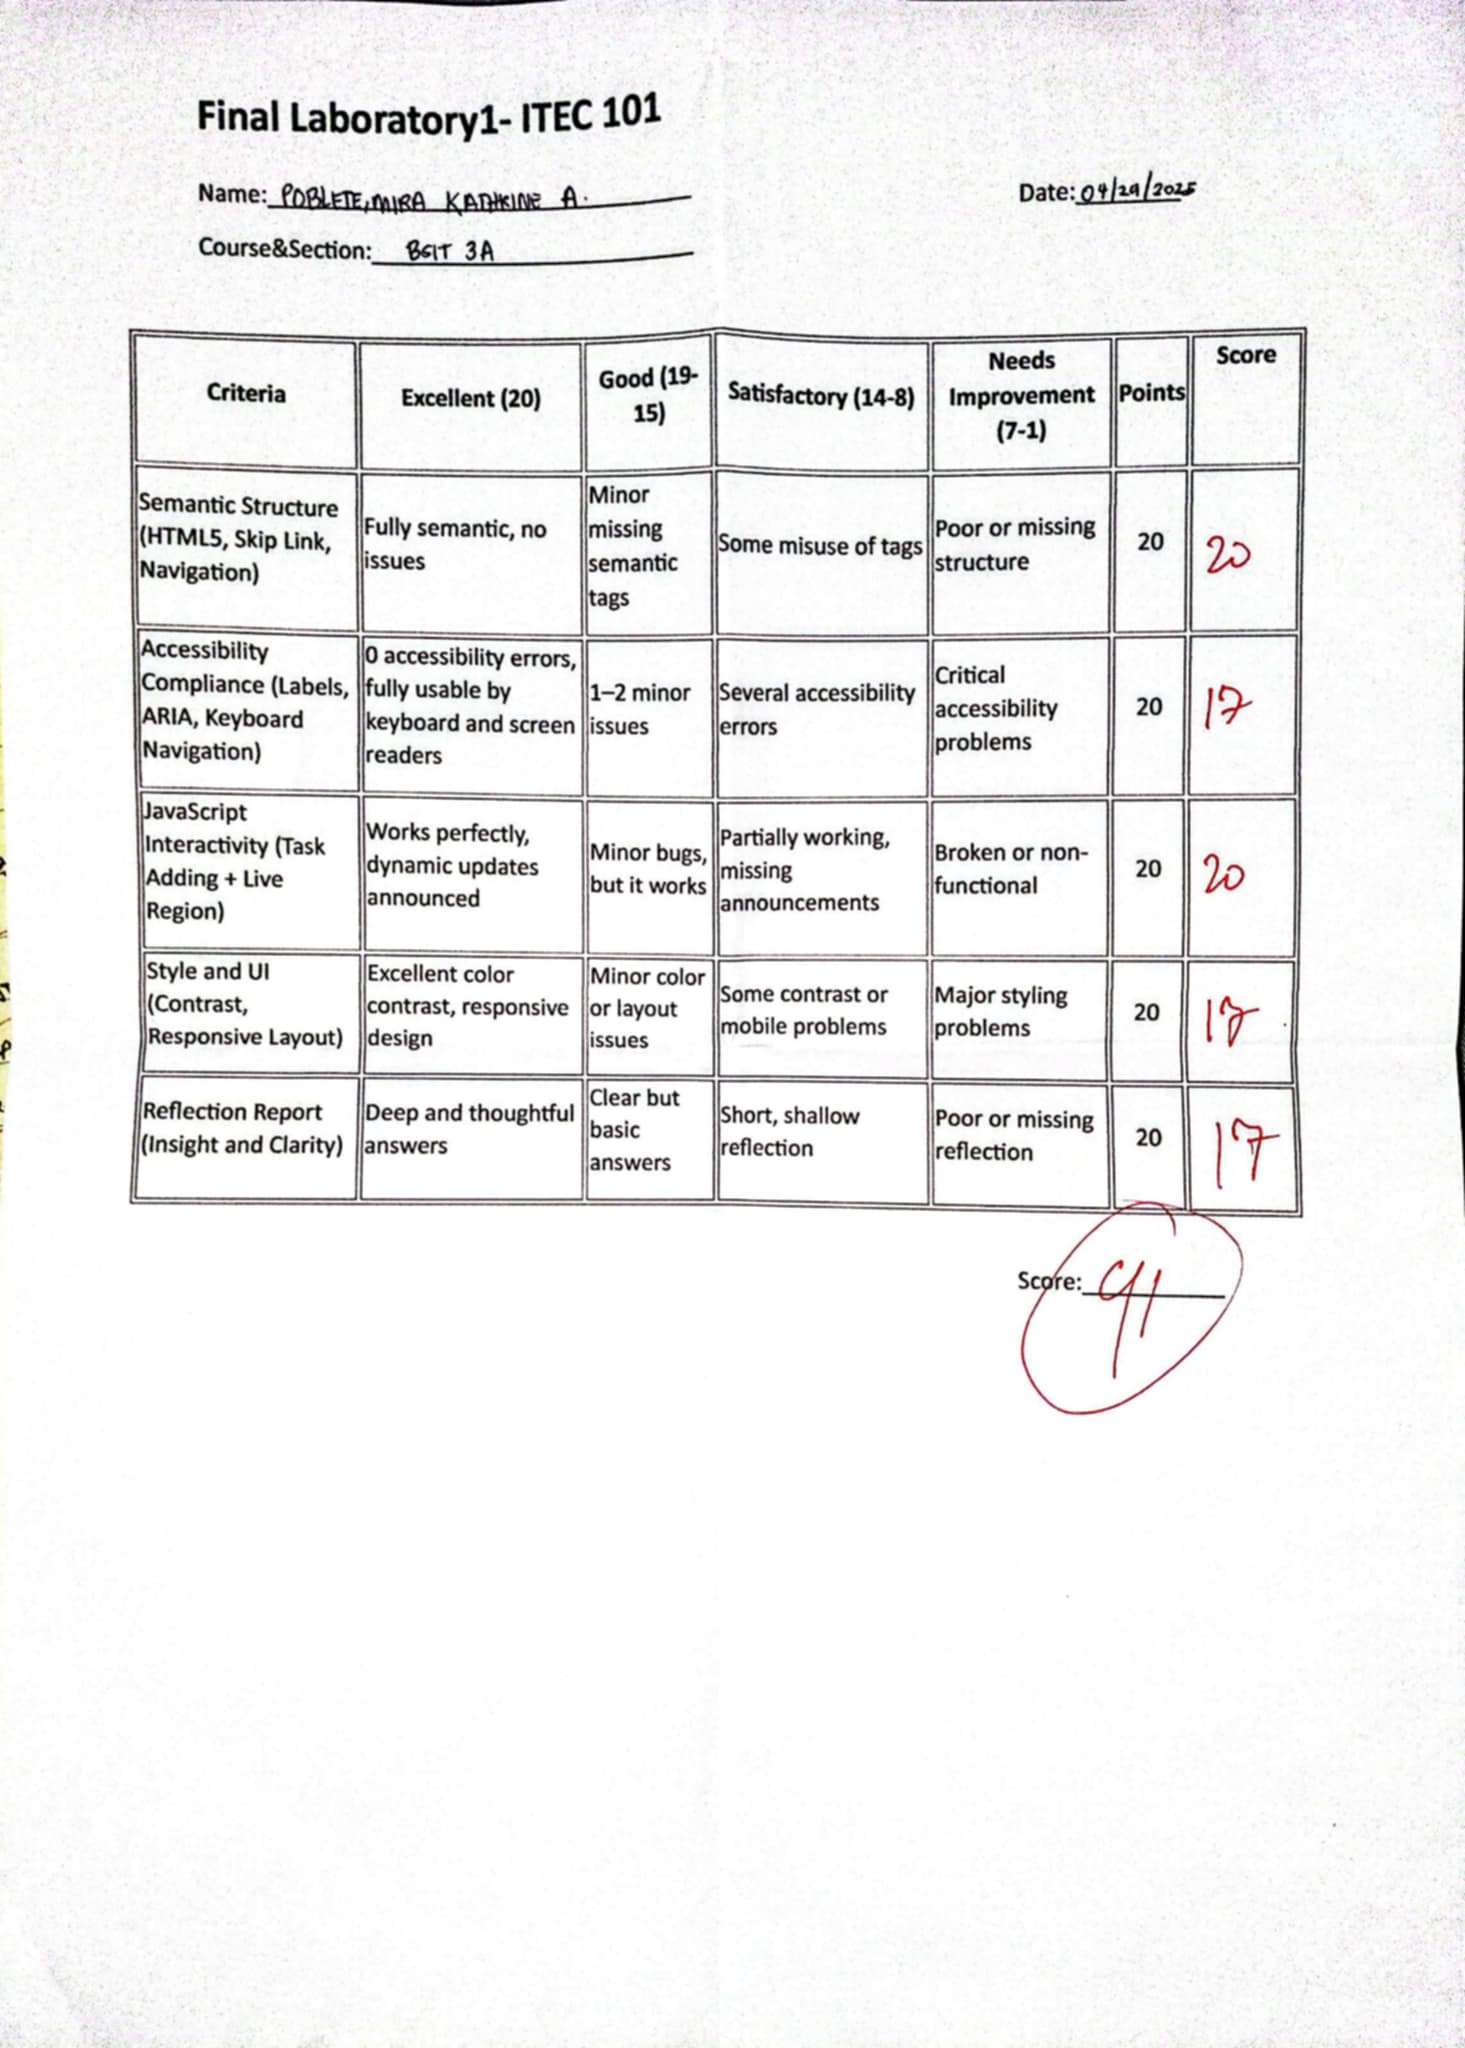 Final Laboratory1- ITEC 101
Name: POBLETE, MIRA KATHRINE A.
Date: 04/29/2025
Course&Section: BSIT 3A
Criteria
Excellent (20)
Good (19-
15)
Satisfactory (14-8)
Needs
Improvement
(7-1)
Points
Score
Semantic Structure
(HTML5, Skip Link,
Navigation)
Fully semantic, no
issues
Minor
missing
semantic
tags
Some misuse of tags
Poor or missing
structure
20
20
Accessibility
Compliance (Labels,
ARIA, Keyboard
Navigation)
0 accessibility errors,
fully usable by
keyboard and screen
readers
1–2 minor
issues
Several accessibility
errors
Critical
accessibility
problems
20
17
JavaScript
Interactivity (Task
Adding + Live
Region)
Works perfectly,
dynamic updates
announced
Minor bugs,
but it works
Partially working,
missing
announcements
Broken or non-
functional
20
20
Style and UI
(Contrast,
Responsive Layout)
Excellent color
contrast, responsive
design
Minor color
or layout
issues
Some contrast or
mobile problems
Major styling
problems
20
17
Reflection Report
(Insight and Clarity)
Deep and thoughtful
answers
Clear but
basic
answers
Short, shallow
reflection
Poor or missing
reflection
20
17
Score: 91